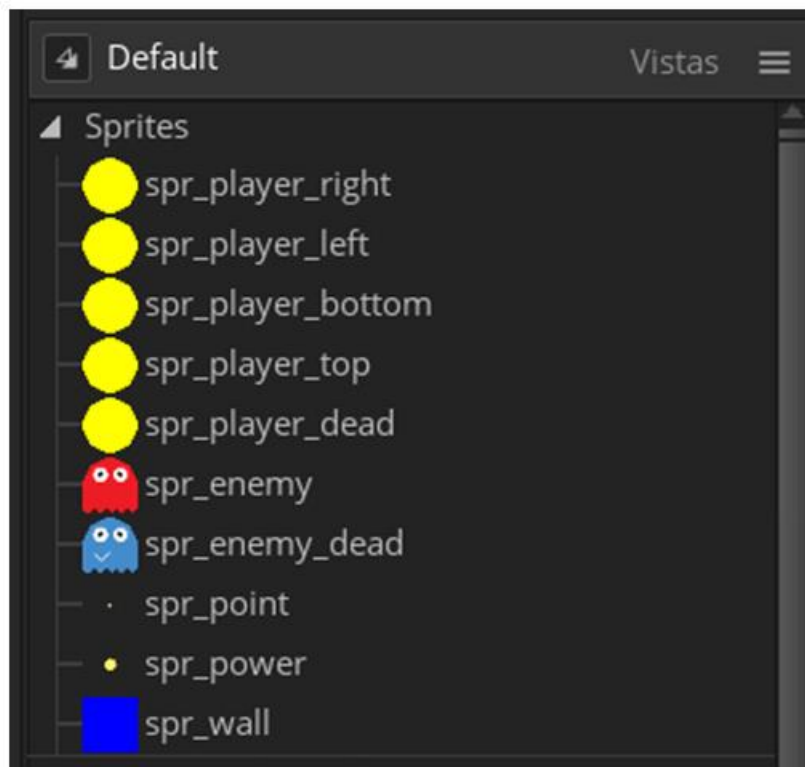 Default Vistas
Sprites
spr_player_right
spr_player_left
spr_player_bottom
spr_player_top
spr_player_dead
spr_enemy
spr_enemy_dead
spr_point
spr_power
spr_wall